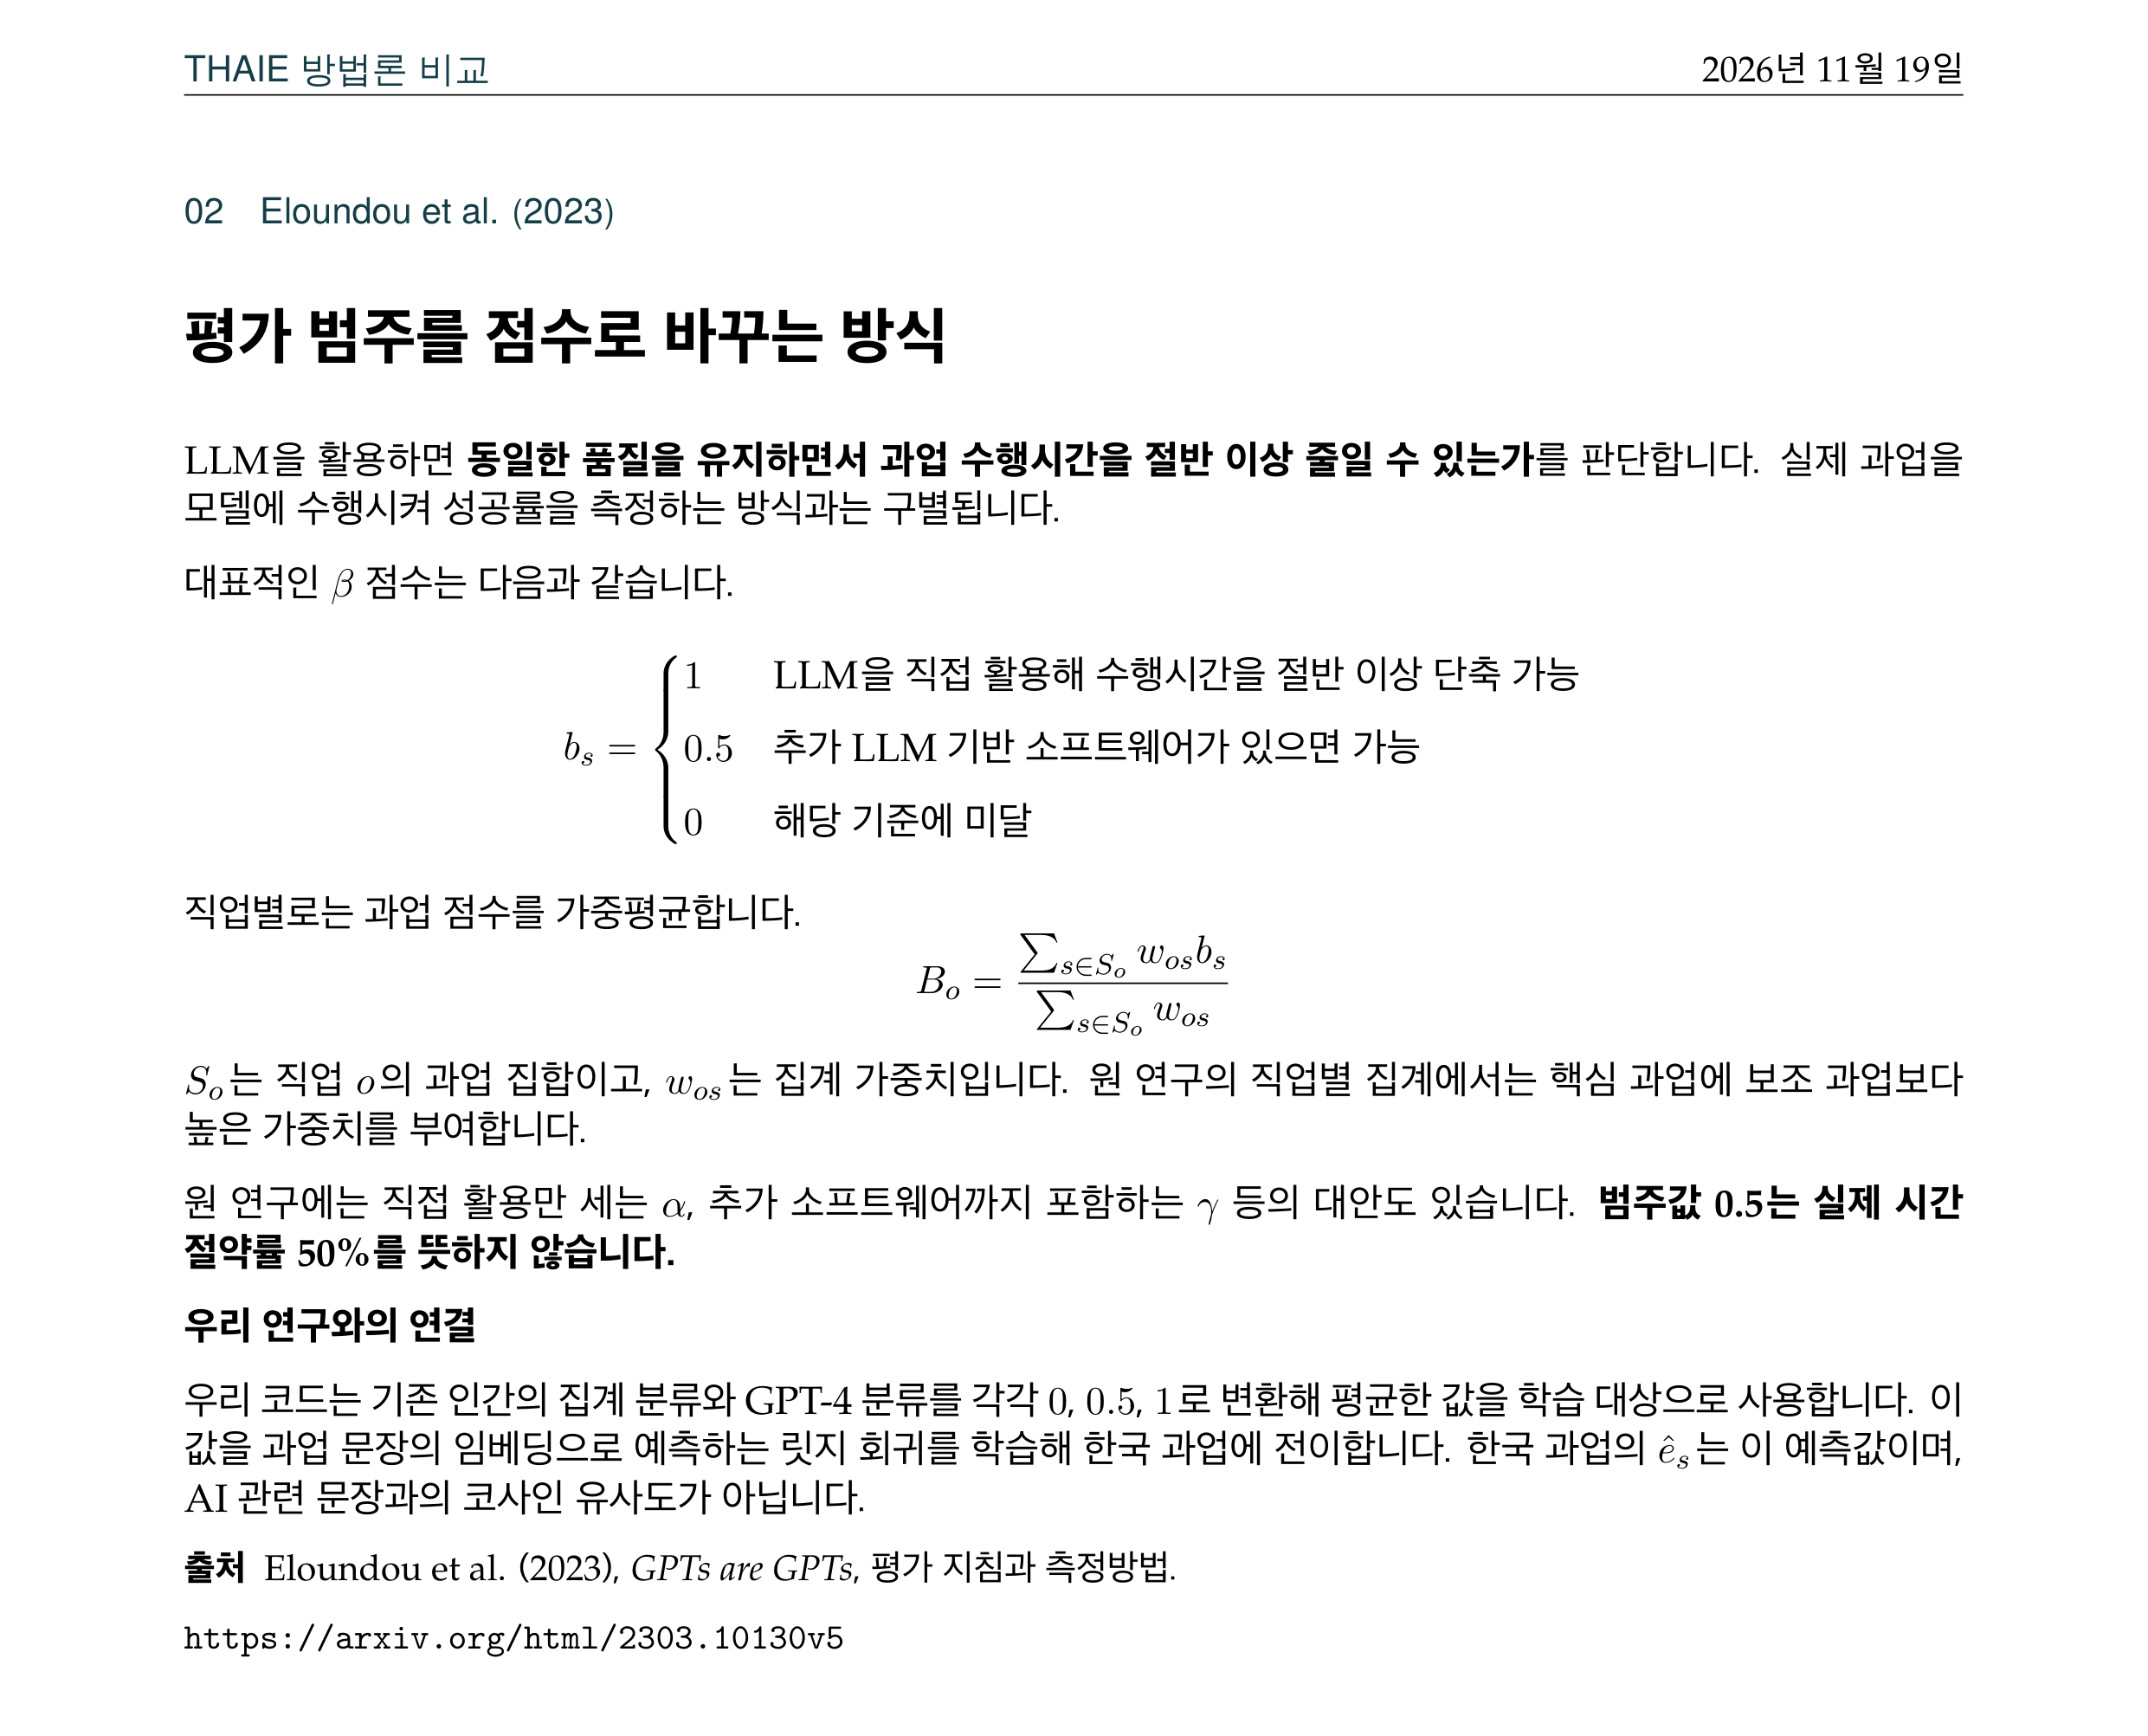 THAIE 방법론 비교 2026년 11월 19일
02 Eloundou et al. (2023)
평가 범주를 점수로 바꾸는 방식
LLM을 활용하면 동일한 품질을 유지하면서 과업 수행시간을 절반 이상 줄일 수 있는가를 판단합니다. 실제 과업을
모델에 수행시켜 성공률을 측정하는 방식과는 구별됩니다.
대표적인 β 점수는 다음과 같습니다.
b_s = { 1 LLM을 직접 활용해 수행시간을 절반 이상 단축 가능
0.5 추가 LLM 기반 소프트웨어가 있으면 가능
0 해당 기준에 미달
직업별로는 과업 점수를 가중평균합니다.
B_o = \frac{\sum_{s∈S_o} w_{os} b_s}{\sum_{s∈S_o} w_{os}}
S_o는 직업 o의 과업 집합이고, w_{os}는 집계 가중치입니다. 원 연구의 직업별 집계에서는 핵심 과업에 보조 과업보다
높은 가중치를 부여합니다.
원 연구에는 직접 활용만 세는 α, 추가 소프트웨어까지 포함하는 γ 등의 대안도 있습니다. 범주값 0.5는 실제 시간
절약률 50%를 뜻하지 않습니다.
우리 연구와의 연결
우리 코드는 기존 인간의 집계 분류와 GPT-4 분류를 각각 0, 0.5, 1로 변환해 평균한 값을 학습 대상으로 사용합니다. 이
값을 과업 문장의 임베딩으로 예측하는 릿지 회귀를 학습해 한국 과업에 전이합니다. 한국 과업의 ê_s는 이 예측값이며,
AI 관련 문장과의 코사인 유사도가 아닙니다.
출처 Eloundou et al. (2023), GPTs are GPTs, 평가 지침과 측정방법.
https://arxiv.org/html/2303.10130v5